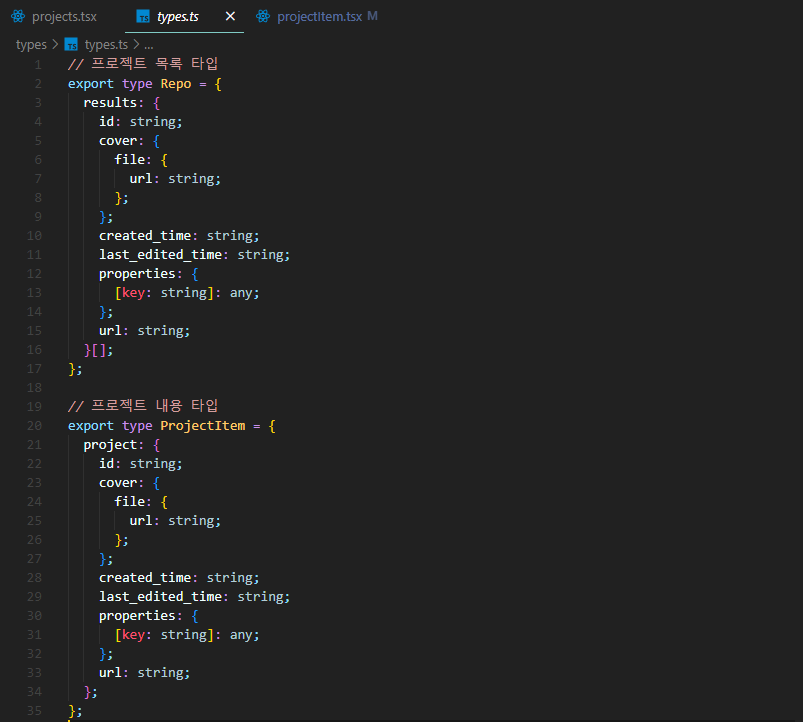 projects.tsx types.ts projectItem.tsx M
types > types.ts > ...
1 // 프로젝트 목록 타입
2 export type Repo = {
3 results: {
4 id: string;
5 cover: {
6 file: {
7 url: string;
8 };
9 };
10 created_time: string;
11 last_edited_time: string;
12 properties: {
13 [key: string]: any;
14 };
15 url: string;
16 }[];
17 };
18
19 // 프로젝트 내용 타입
20 export type ProjectItem = {
21 project: {
22 id: string;
23 cover: {
24 file: {
25 url: string;
26 };
27 };
28 created_time: string;
29 last_edited_time: string;
30 properties: {
31 [key: string]: any;
32 };
33 url: string;
34 };
35 };